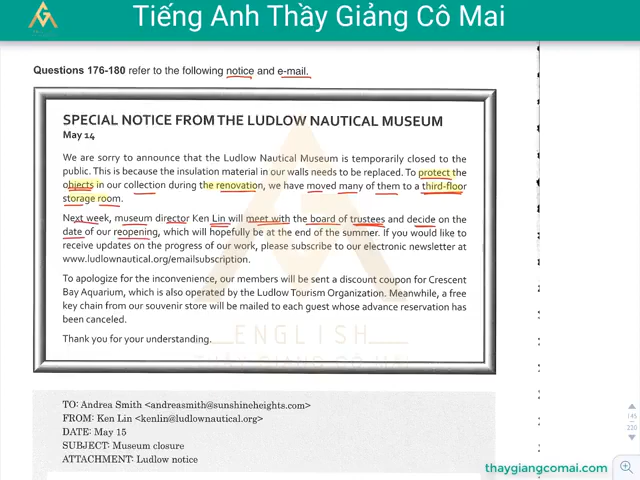 Tiếng Anh Thầy Giảng Cô Mai
Questions 176-180 refer to the following notice and e-mail.
SPECIAL NOTICE FROM THE LUDLOW NAUTICAL MUSEUM
May 14
We are sorry to announce that the Ludlow Nautical Museum is temporarily closed to the
public. This is because the insulation material in our walls needs to be replaced. To protect the
objects in our collection during the renovation, we have moved many of them to a third-floor
storage room.
Next week, museum director Ken Lin will meet with the board of trustees and decide on the
date of our reopening, which will hopefully be at the end of the summer. If you would like to
receive updates on the progress of our work, please subscribe to our electronic newsletter at
www.ludlownautical.org/emailsubscription.
To apologize for the inconvenience, our members will be sent a discount coupon for Crescent
Bay Aquarium, which is also operated by the Ludlow Tourism Organization. Meanwhile, a free
key chain from our souvenir store will be mailed to each guest whose advance reservation has
been canceled.
Thank you for your understanding.
ENGLISH
THẦY GIẢNG CÔ MAI
TO: Andrea Smith <andreasmith@sunshineheights.com>
FROM: Ken Lin <kenlin@ludlownautical.org>
DATE: May 15
SUBJECT: Museum closure
ATTACHMENT: Ludlow notice
145
220
thaygiangcomai.com